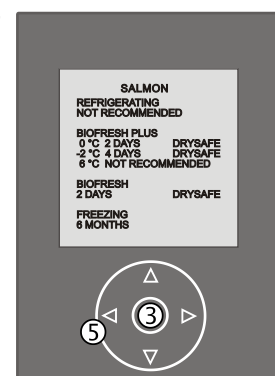 SALMON
REFRIGERATING
NOT RECOMMENDED
BIOFRESH PLUS
0 °C 2 DAYS DRYSAFE
-2 °C 4 DAYS DRYSAFE
6 °C NOT RECOMMENDED
BIOFRESH
2 DAYS DRYSAFE
FREEZING
6 MONTHS
3
5